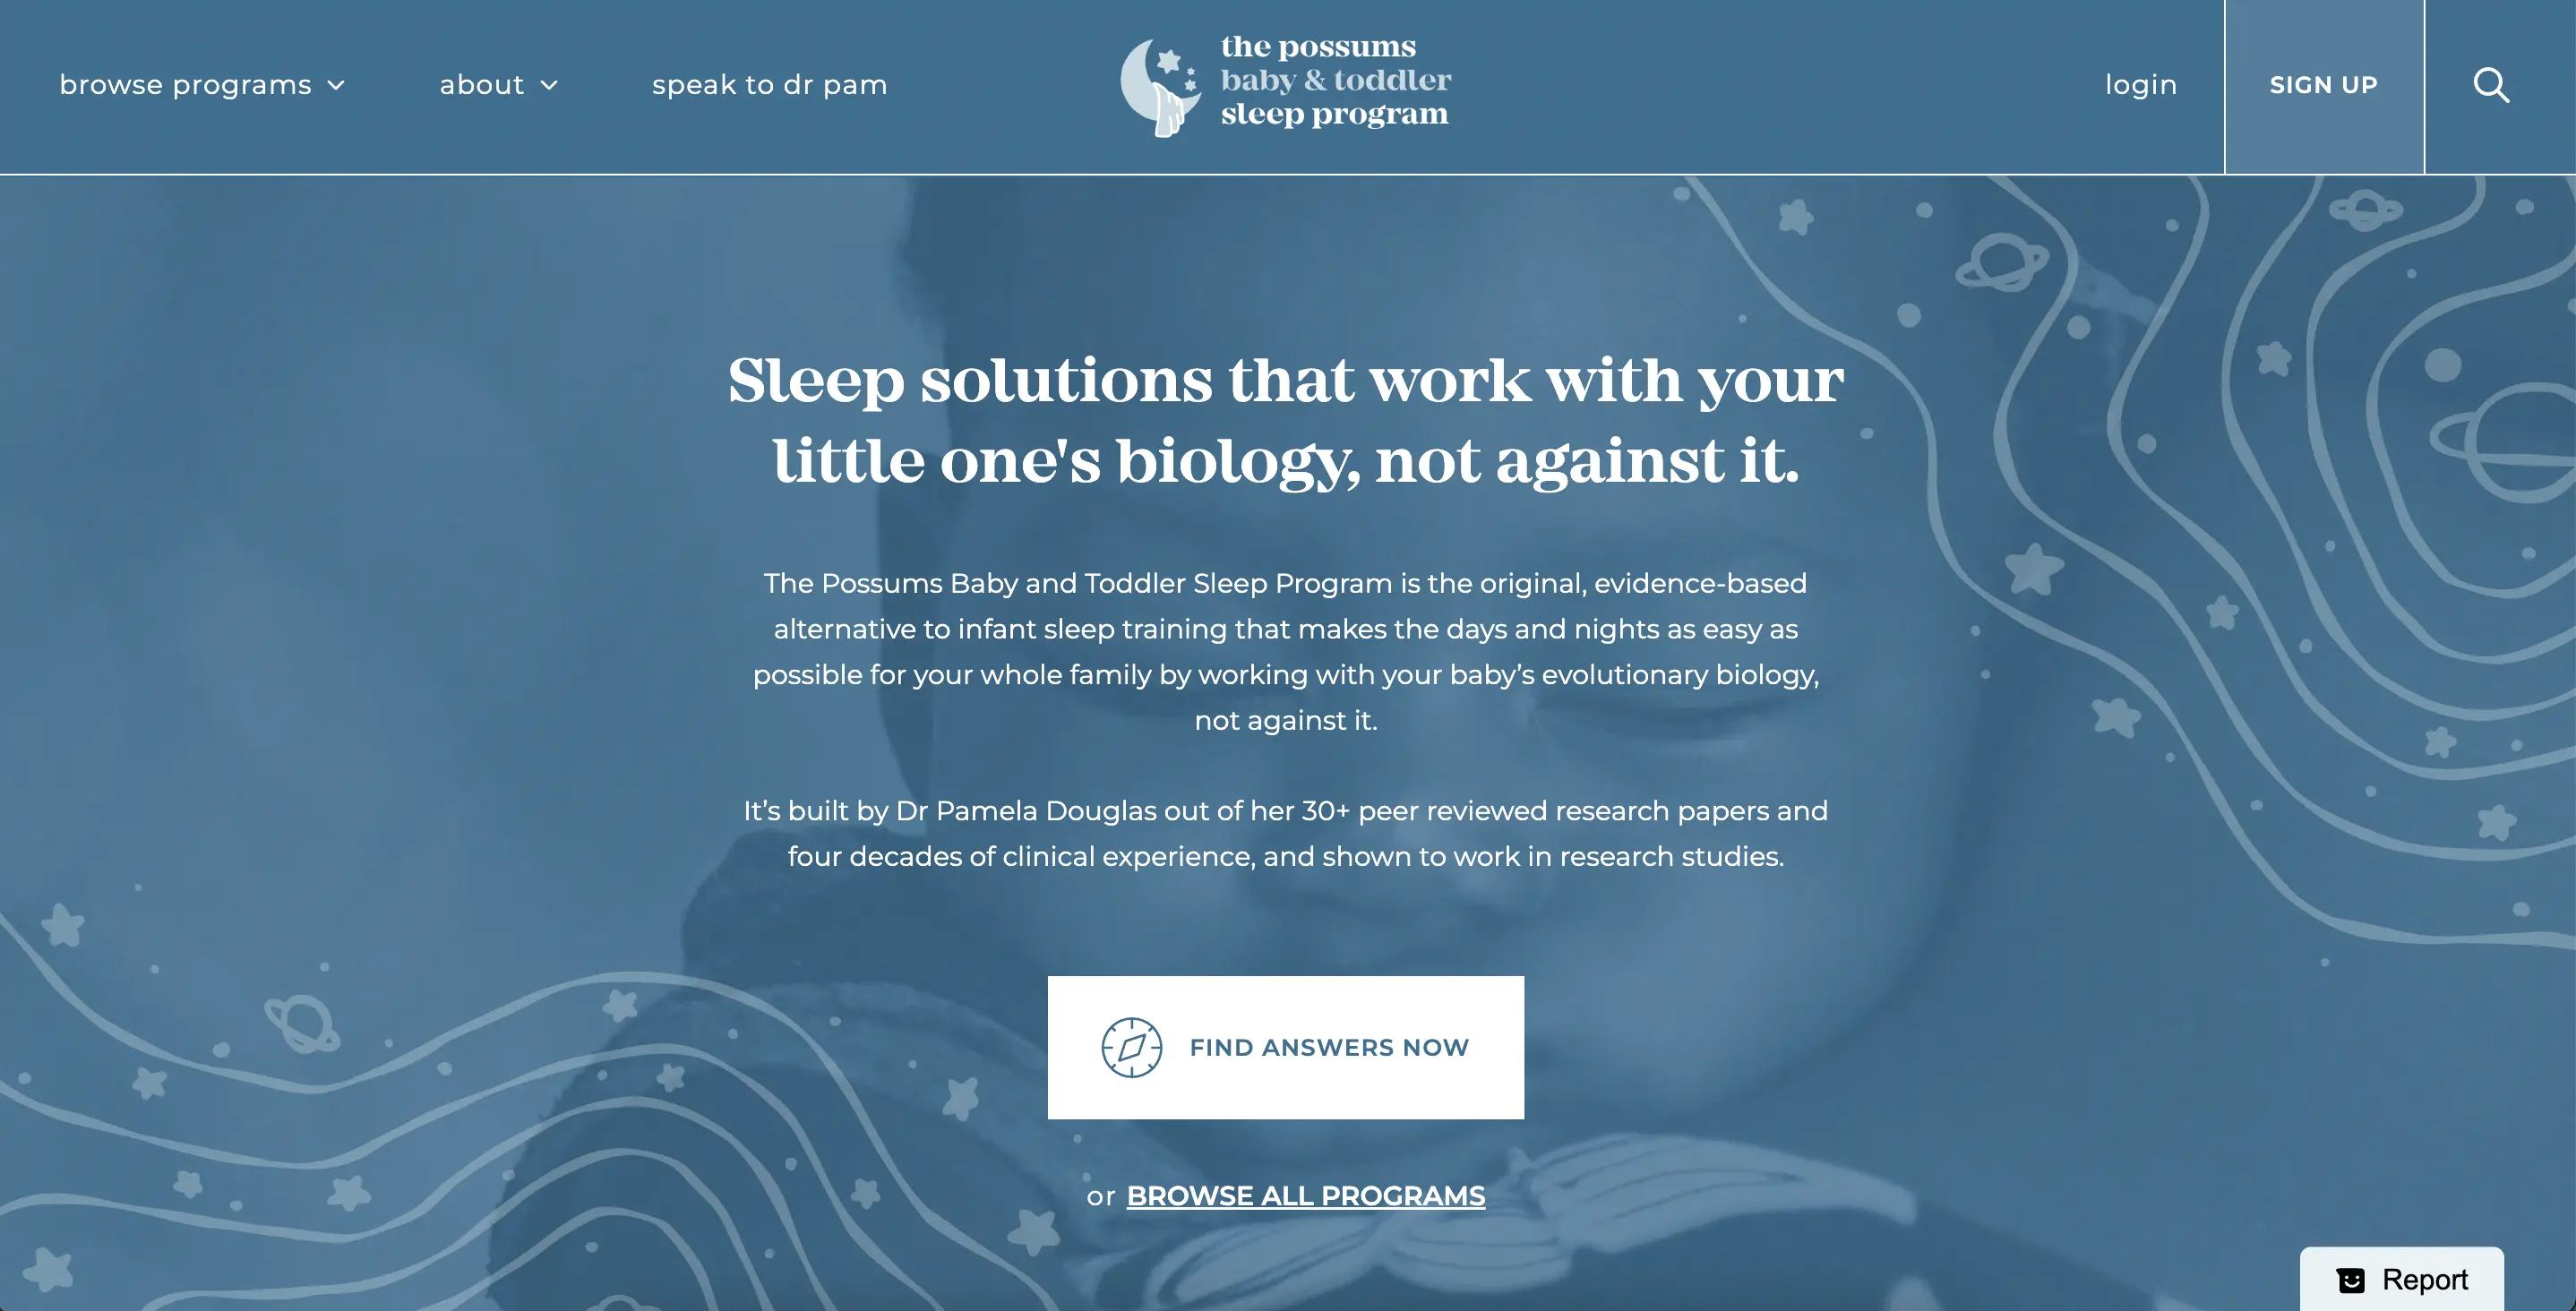 browse programs
about
speak to dr pam
the possums
baby & toddler
sleep program
login
SIGN UP
Sleep solutions that work with your
little one's biology, not against it.
The Possums Baby and Toddler Sleep Program is the original, evidence-based
alternative to infant sleep training that makes the days and nights as easy as
possible for your whole family by working with your baby’s evolutionary biology,
not against it.
It’s built by Dr Pamela Douglas out of her 30+ peer reviewed research papers and
four decades of clinical experience, and shown to work in research studies.
FIND ANSWERS NOW
or BROWSE ALL PROGRAMS
Report